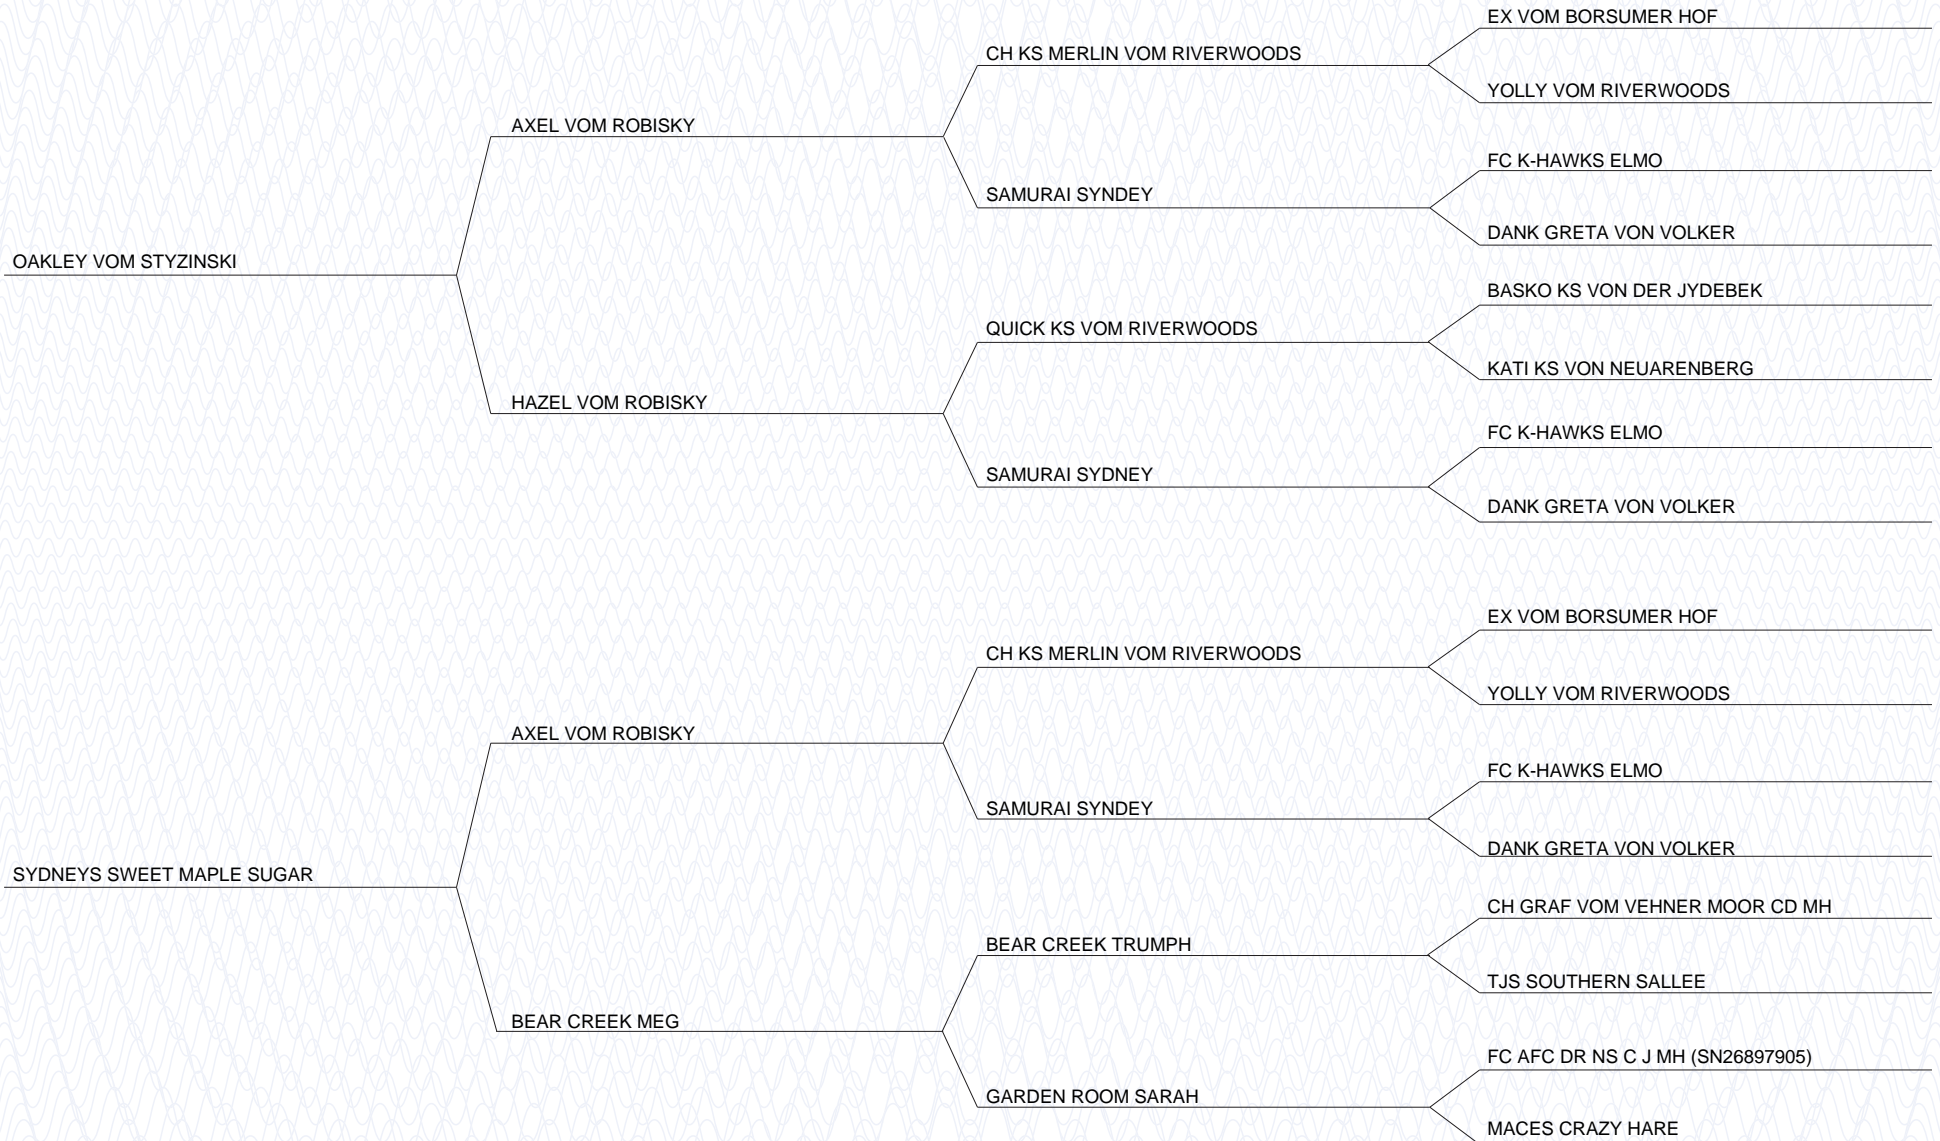 EX VOM BORSUMER HOF
CH KS MERLIN VOM RIVERWOODS
YOLLY VOM RIVERWOODS
AXEL VOM ROBISKY
FC K-HAWKS ELMO
SAMURAI SYNDEY
DANK GRETA VON VOLKER
OAKLEY VOM STYZINSKI
BASKO KS VON DER JYDEBEK
QUICK KS VOM RIVERWOODS
KATI KS VON NEUARENBERG
HAZEL VOM ROBISKY
FC K-HAWKS ELMO
SAMURAI SYDNEY
DANK GRETA VON VOLKER
EX VOM BORSUMER HOF
CH KS MERLIN VOM RIVERWOODS
YOLLY VOM RIVERWOODS
AXEL VOM ROBISKY
FC K-HAWKS ELMO
SAMURAI SYNDEY
DANK GRETA VON VOLKER
SYDNEYS SWEET MAPLE SUGAR
CH GRAF VOM VEHNER MOOR CD MH
BEAR CREEK TRUMPH
TJS SOUTHERN SALLEE
BEAR CREEK MEG
FC AFC DR NS C J MH (SN26897905)
GARDEN ROOM SARAH
MACES CRAZY HARE